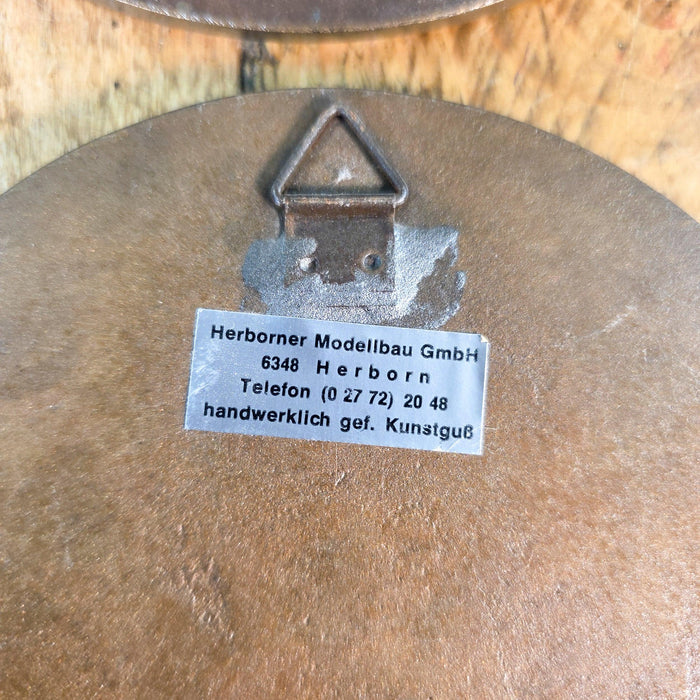 Herborner Modellbau GmbH
6348 Herborn
Telefon (0 27 72) 20 48
handwerklich gef. Kunstguß